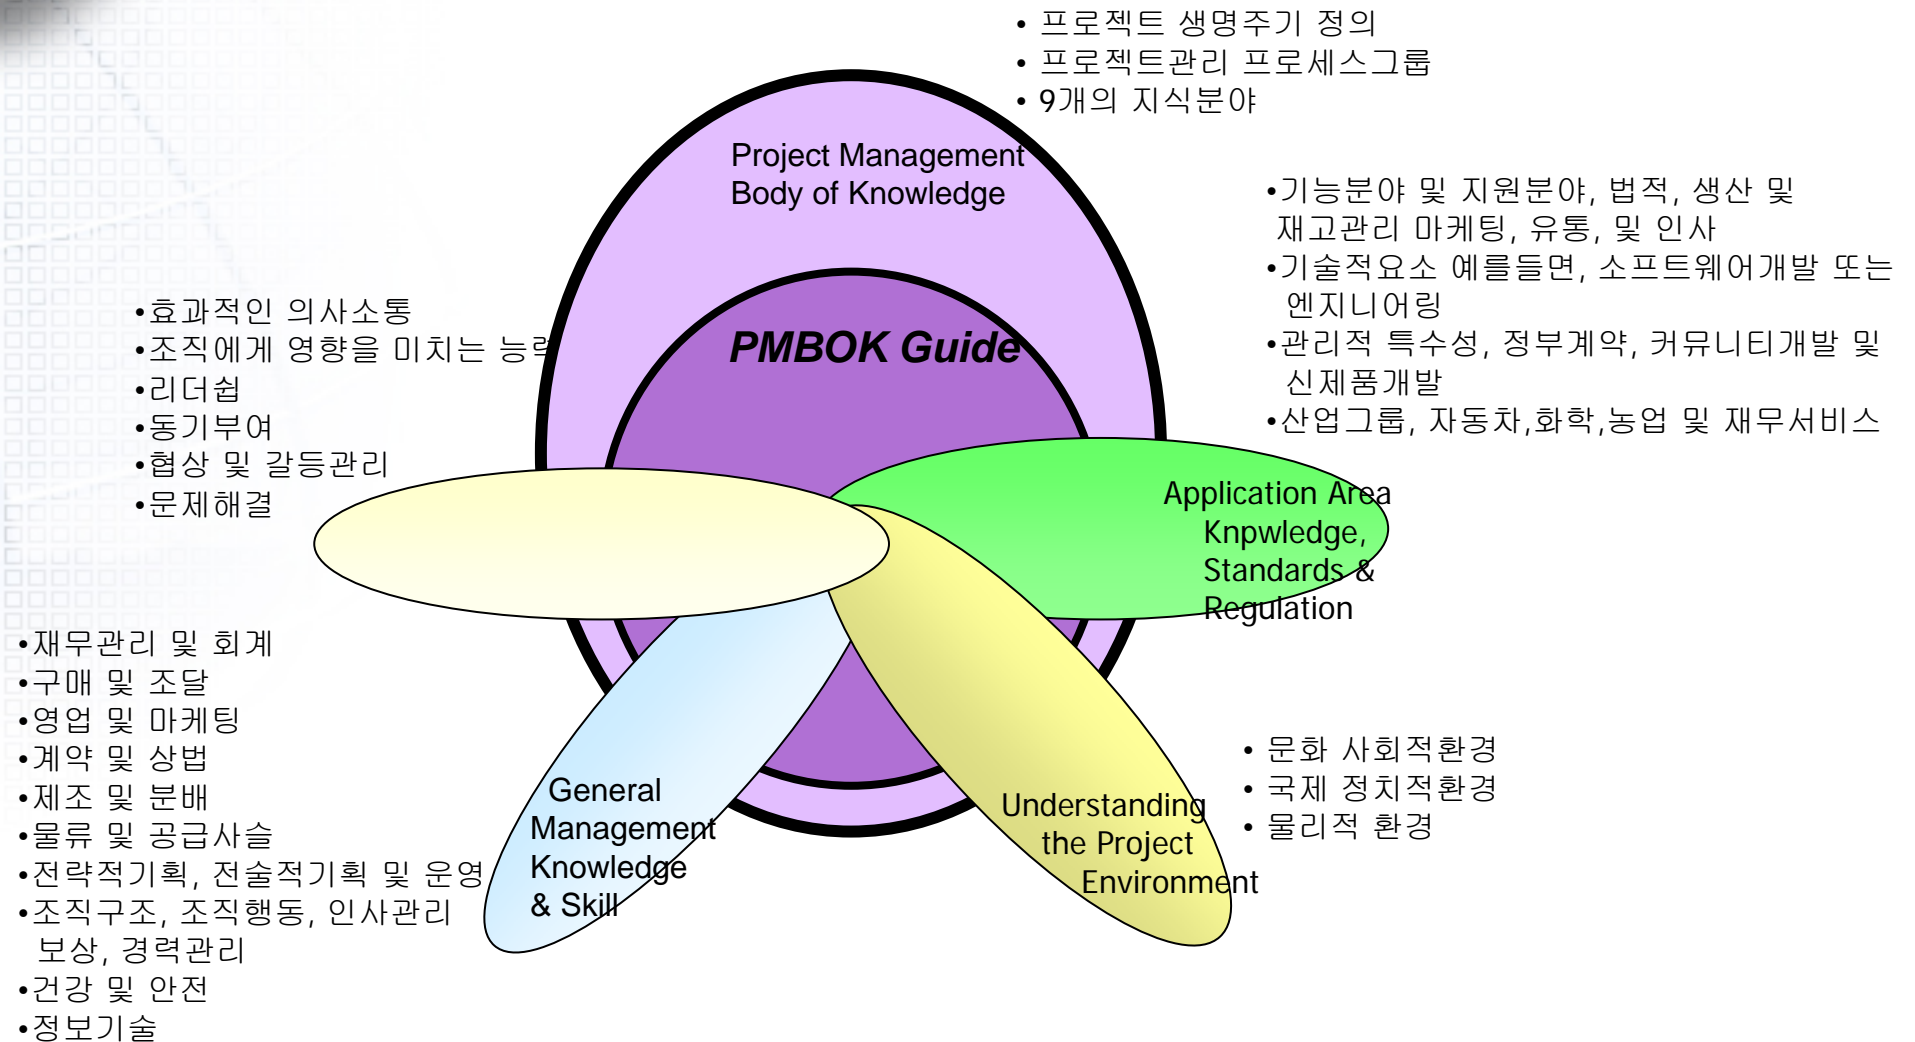 • 프로젝트 생명주기 정의
• 프로젝트관리 프로세스그룹
• 9개의 지식분야
Project Management
Body of Knowledge
PMBOK Guide
•기능분야 및 지원분야, 법적, 생산 및
재고관리 마케팅, 유통, 및 인사
•기술적요소 예를들면, 소프트웨어개발 또는
엔지니어링
•관리적 특수성, 정부계약, 커뮤니티개발 및
신제품개발
•산업그룹, 자동차,화학,농업 및 재무서비스
•효과적인 의사소통
•조직에게 영향을 미치는 능력
•리더쉽
•동기부여
•협상 및 갈등관리
•문제해결
Application Area
Knpwledge,
Standards &
Regulation
•재무관리 및 회계
•구매 및 조달
•영업 및 마케팅
•계약 및 상법
•제조 및 분배
•물류 및 공급사슬
•전략적기획, 전술적기획 및 운영
•조직구조, 조직행동, 인사관리
보상, 경력관리
•건강 및 안전
•정보기술
General
Management
Knowledge
& Skill
Understanding
the Project
Environment
• 문화 사회적환경
• 국제 정치적환경
• 물리적 환경